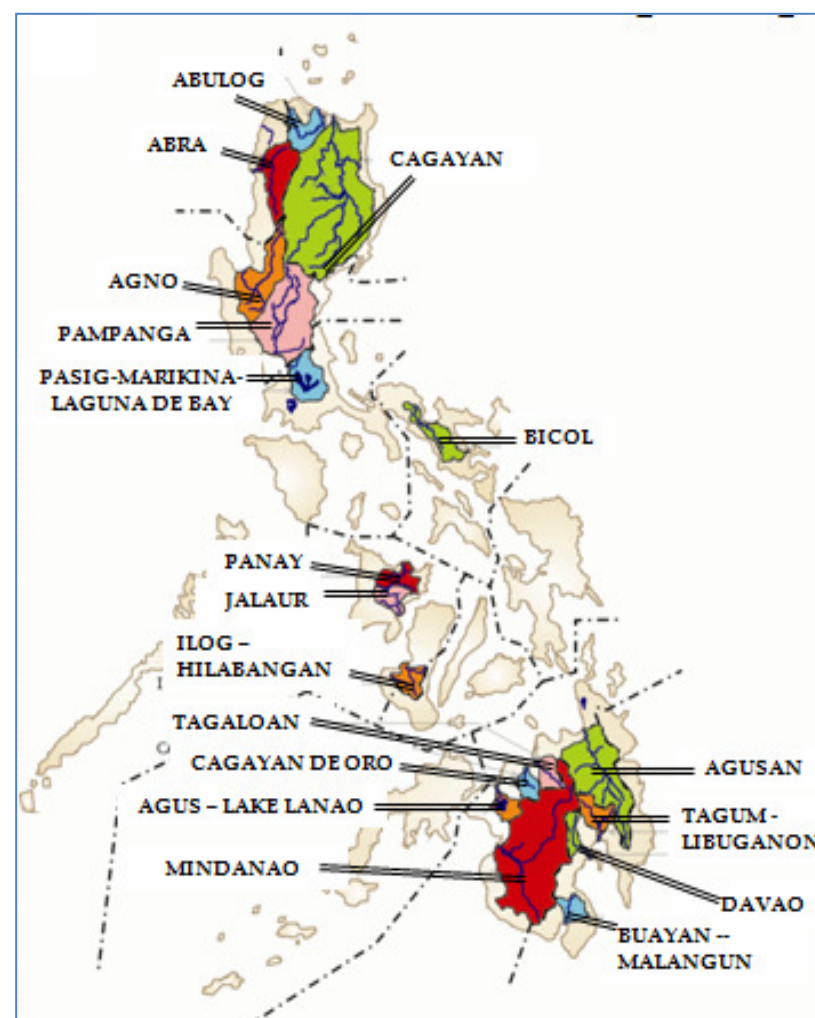 ABULOG
ABRA
CAGAYAN
AGNO
PAMPANGA
PASIG-MARIKINA-
LAGUNA DE BAY
BICOL
PANAY
JALAUR
ILOG –
HILABANGAN
TAGALOAN
CAGAYAN DE ORO
AGUSAN
AGUS – LAKE LANAO
TAGUM -
LIBUGANON
MINDANAO
DAVAO
BUAYAN --
MALANGUN